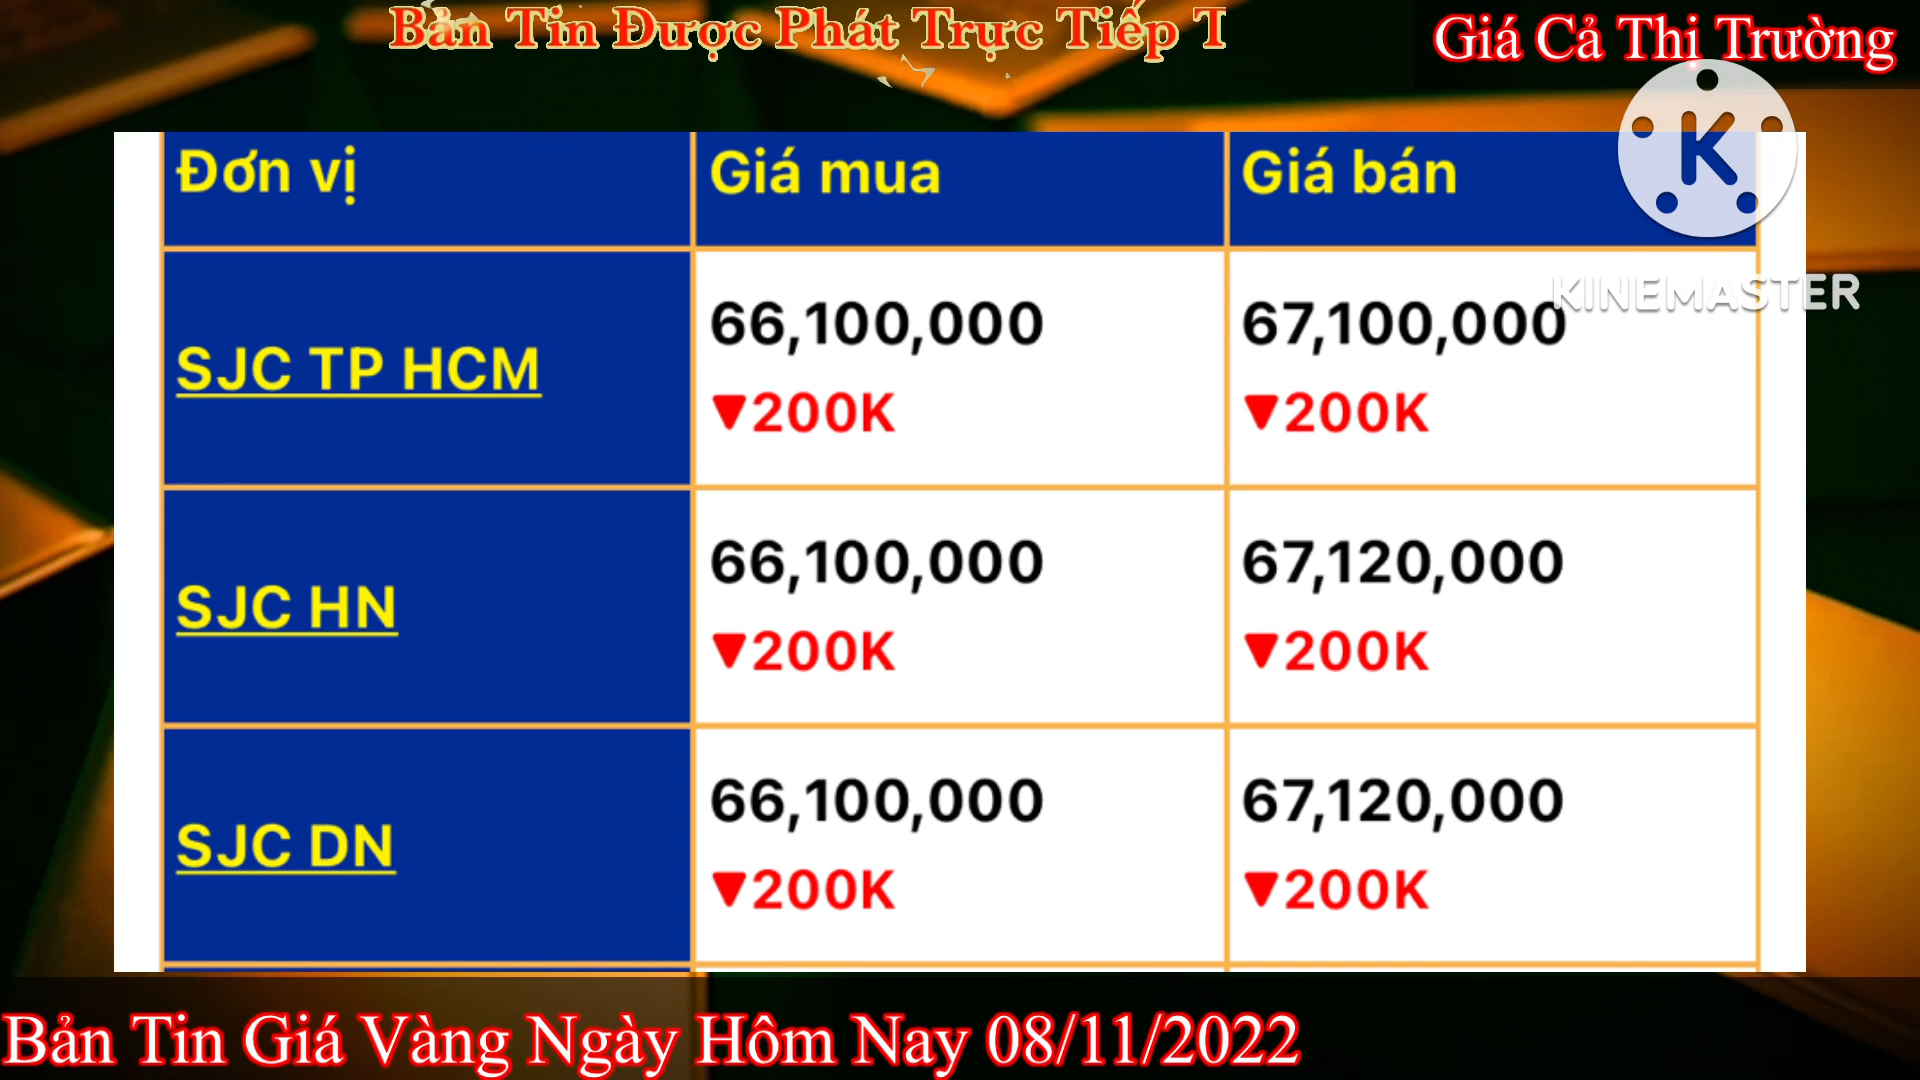 Bản Tin Được Phát Trực Tiếp T
Giá Cả Thị Trường
K
KINEMASTER
Đơn vị Giá mua Giá bán
SJC TP HCM 66,100,000 67,100,000
▼200K ▼200K
SJC HN 66,100,000 67,120,000
▼200K ▼200K
SJC DN 66,100,000 67,120,000
▼200K ▼200K
Bản Tin Giá Vàng Ngày Hôm Nay 08/11/2022